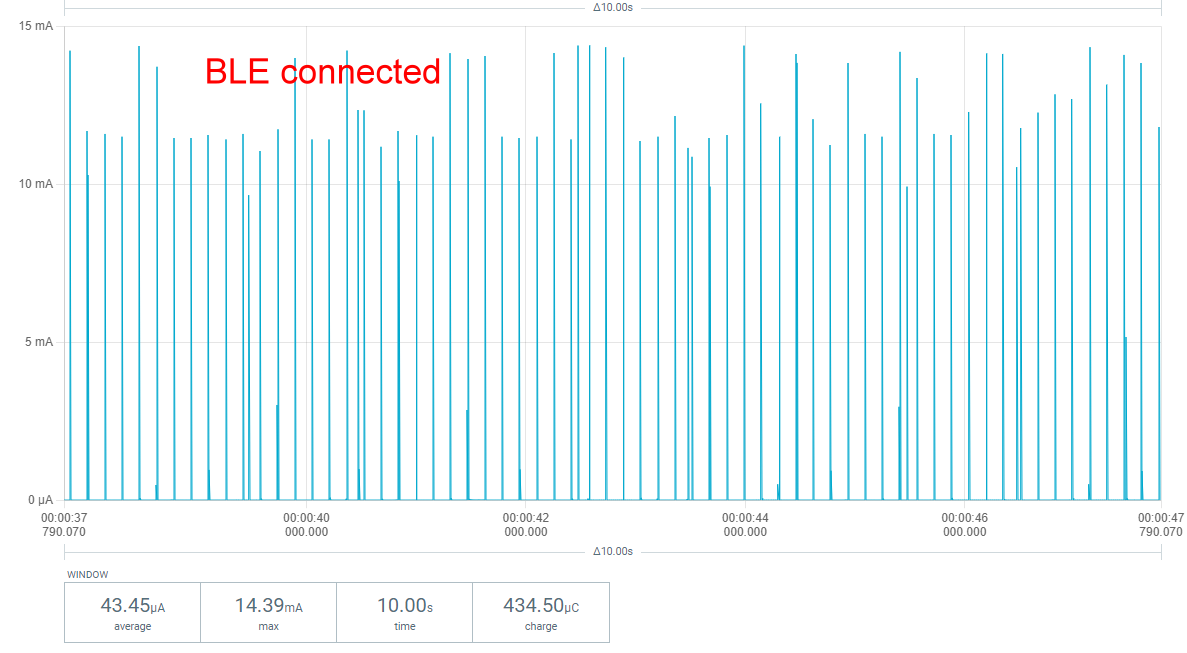 Δ10.00s
15 mA
BLE connected
10 mA
5 mA
0 µA
00:00:37 00:00:40 00:00:42 00:00:44 00:00:46 00:00:47
790.070 000.000 000.000 000.000 000.000 790.070
Δ10.00s
WINDOW
43.45µA 14.39mA 10.00s 434.50µC
average max time charge